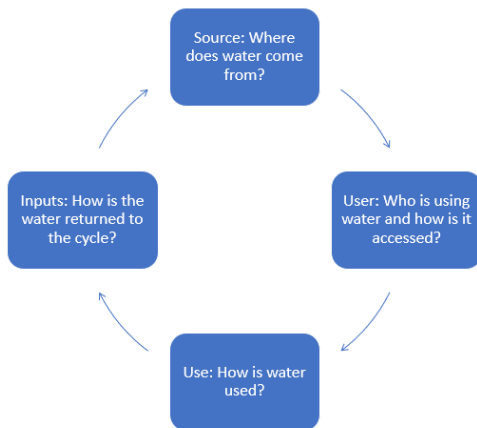 Source: Where
does water come
from?
User: Who is using
water and how is it
accessed?
Use: How is water
used?
Inputs: How is the
water returned to
the cycle?